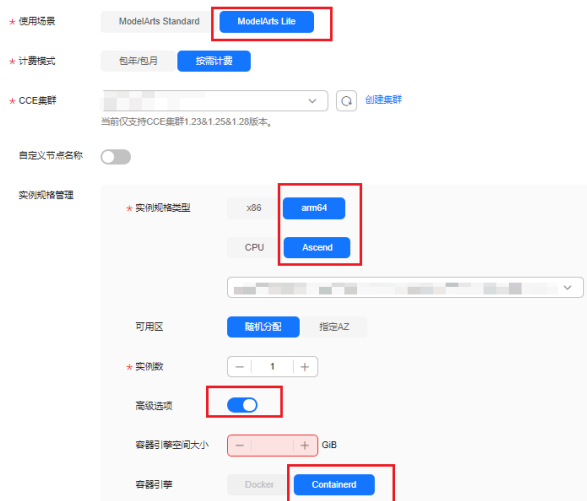 * 使用场景 ModelArts Standard ModelArts Lite
* 计费模式 包年/包月 按需计费
* CCE集群 创建集群
当前仅支持CCE集群1.23&1.25&1.28版本。
自定义节点名称
实例规格管理
* 实例规格类型 x86 arm64
CPU Ascend
可用区 随机分配 指定AZ
* 实例数 1
高级选项
容器引擎空间大小 GiB
容器引擎 Docker Containerd